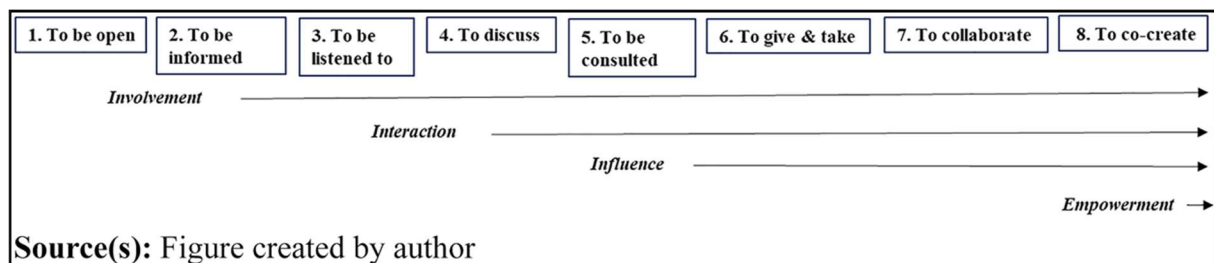 1. To be open
2. To be
informed
3. To be
listened to
4. To discuss
5. To be
consulted
6. To give & take
7. To collaborate
8. To co-create
Involvement
Interaction
Influence
Empowerment
Source(s): Figure created by author